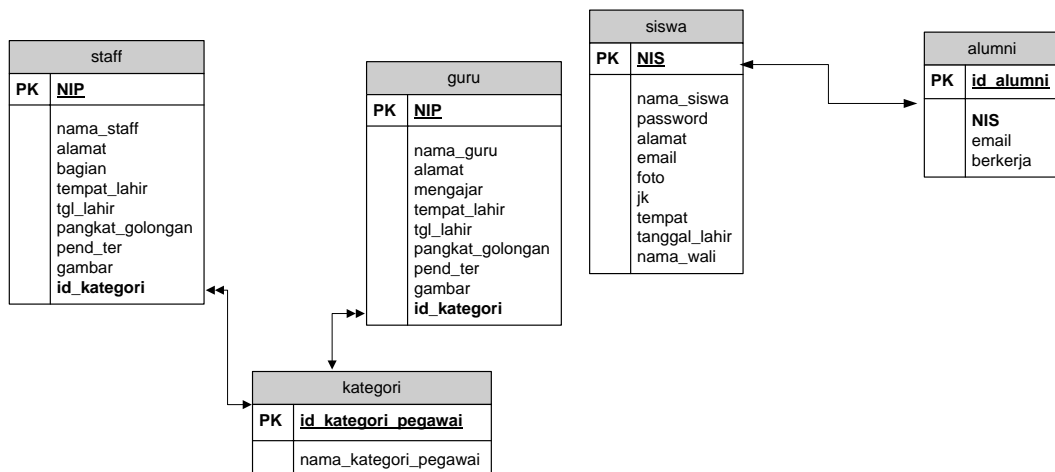 staff
PK NIP
nama_staff
alamat
bagian
tempat_lahir
tgl_lahir
pangkat_golongan
pend_ter
gambar
id_kategori
guru
PK NIP
nama_guru
alamat
mengajar
tempat_lahir
tgl_lahir
pangkat_golongan
pend_ter
gambar
id_kategori
siswa
PK NIS
nama_siswa
password
alamat
email
foto
jk
tempat
tanggal_lahir
nama_wali
alumni
PK id_alumni
NIS
email
berkerja
kategori
PK id_kategori_pegawai
nama_kategori_pegawai